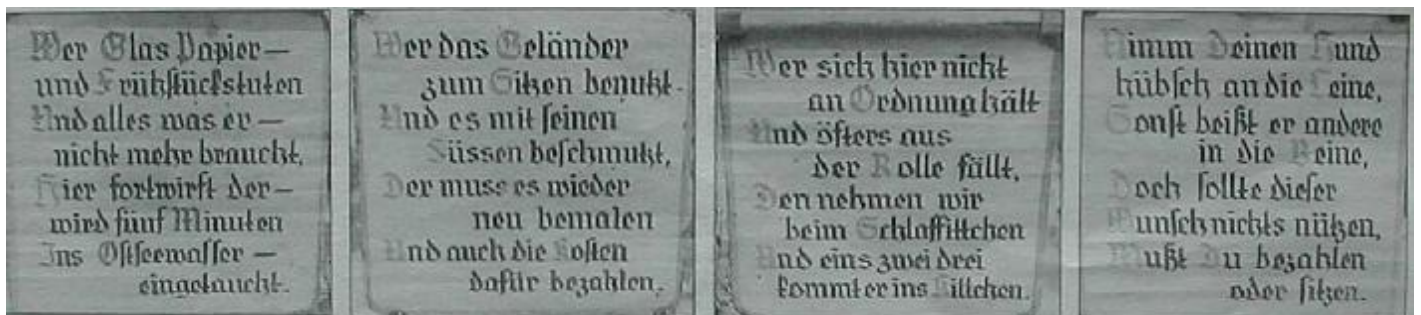 Wer Glas Papier—
und Frühstückstuten
Und alles was er—
nicht mehr braucht,
Hier fortwirft der—
wird fünf Minuten
Ins Ostseewasser—
eingetaucht.
Wer das Geländer
zum Sitzen benutzt.
Und es mit seinen
Füssen beschmutzt,
Der muss es wieder
neu bemalen
Und auch die Kosten
dafür bezahlen.
Wer sich hier nicht
an Ordnung hält
Und öfters aus
der Rolle fällt,
Den nehmen wir
beim Schlaffittchen
Und eins zwei drei
kommt er ins Kittchen.
Nimm Deinen Hund
hübsch an die Leine,
Sonst beißt er andere
in die Beine,
Doch sollte dieser
Wunsch nichts nützen,
Mußt Du bezahlen
oder sitzen.